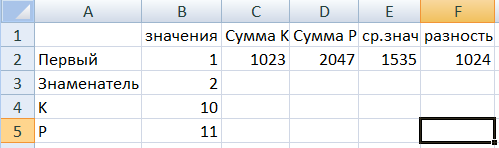 A B C D E F
1 значения Сумма K Сумма P ср.знач разность
2 Первый 1 1023 2047 1535 1024
3 Знаменатель 2
4 K 10
5 P 11